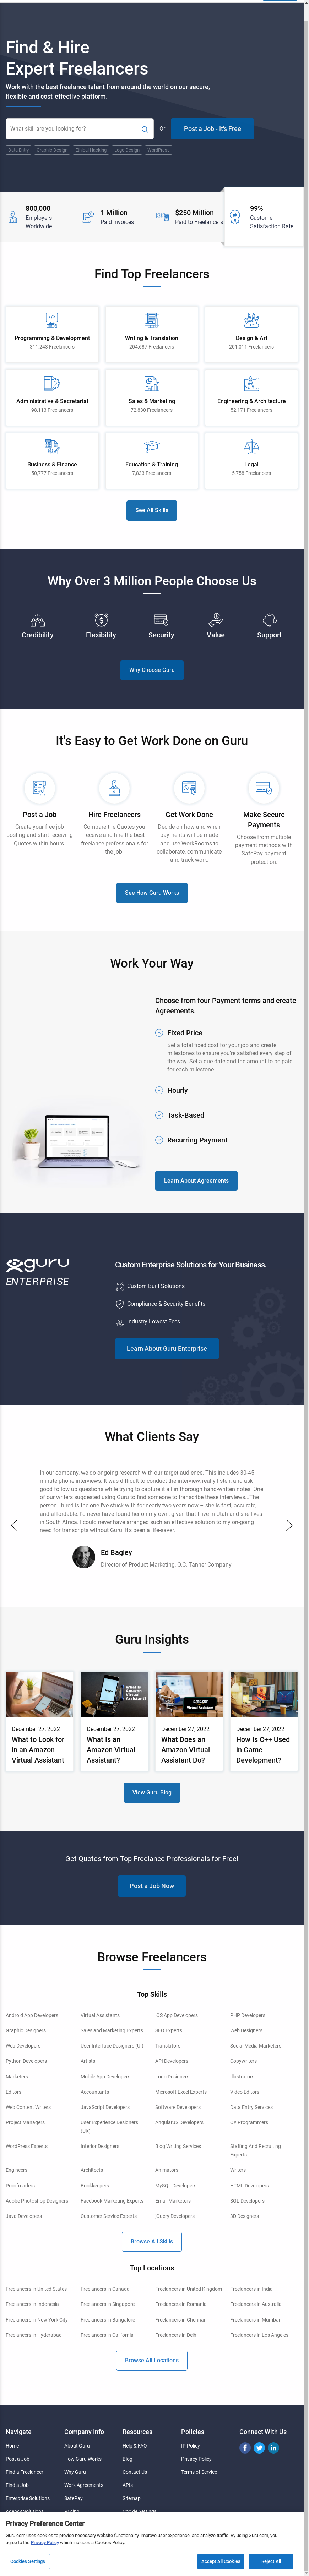 Find & Hire
Expert Freelancers
Work with the best freelance talent from around the world on our secure,
flexible and cost-effective platform.
What skill are you looking for?
Or
Post a Job - It's Free
Data Entry
Graphic Design
Ethical Hacking
Logo Design
WordPress
800,000
Employers
Worldwide
1 Million
Paid Invoices
$250 Million
Paid to Freelancers
99%
Customer
Satisfaction Rate
Find Top Freelancers
Programming & Development
311,243 Freelancers
Writing & Translation
204,687 Freelancers
Design & Art
201,011 Freelancers
Administrative & Secretarial
98,113 Freelancers
Sales & Marketing
72,830 Freelancers
Engineering & Architecture
52,171 Freelancers
Business & Finance
50,777 Freelancers
Education & Training
7,833 Freelancers
Legal
5,758 Freelancers
See All Skills
Why Over 3 Million People Choose Us
Credibility
Flexibility
Security
Value
Support
Why Choose Guru
It's Easy to Get Work Done on Guru
Post a Job
Create your free job
posting and start receiving
Quotes within hours.
Hire Freelancers
Compare the Quotes you
receive and hire the best
freelance professionals for
the job.
Get Work Done
Decide on how and when
payments will be made
and use WorkRooms to
collaborate, communicate
and track work.
Make Secure
Payments
Choose from multiple
payment methods with
SafePay payment
protection.
See How Guru Works
Work Your Way
Choose from four Payment terms and create
Agreements.
Fixed Price
Set a total fixed cost for your job and create
milestones to ensure you're satisfied every step of
the way. Set a due date and the amount to be paid
for each milestone.
Hourly
Task-Based
Recurring Payment
Learn About Agreements
guru
ENTERPRISE
Custom Enterprise Solutions for Your Business.
Custom Built Solutions
Compliance & Security Benefits
Industry Lowest Fees
Learn About Guru Enterprise
What Clients Say
In our company, we do ongoing research with our target audience. This includes 30-45
minute phone interviews. It was difficult to conduct the interview, really listen, and ask
good follow up questions while trying to capture it all in horrible hand-written notes. One
of our writers suggested using Guru to find someone to transcribe these interviews...The
person I hired is the one I've stuck with for nearly two years now – she is fast, accurate,
and affordable. I'd never have found her on my own, given that I live in Utah and she lives
in South Africa. I could never have arranged such an effective solution to my on-going
need for transcripts without Guru. It's been a life-saver.
Ed Bagley
Director of Product Marketing, O.C. Tanner Company
Guru Insights
December 27, 2022
What to Look for
in an Amazon
Virtual Assistant
December 27, 2022
What Is an
Amazon Virtual
Assistant?
December 27, 2022
What Does an
Amazon Virtual
Assistant Do?
December 27, 2022
How Is C++ Used
in Game
Development?
View Guru Blog
Get Quotes from Top Freelance Professionals for Free!
Post a Job Now
Browse Freelancers
Top Skills
Android App Developers
Virtual Assistants
iOS App Developers
PHP Developers
Graphic Designers
Sales and Marketing Experts
SEO Experts
Web Designers
Web Developers
User-Interface Designers (UI)
Translators
Social Media Marketers
Python Developers
Artists
API Developers
Copywriters
Marketers
Mobile App Developers
Logo Designers
Illustrators
Editors
Accountants
Microsoft Excel Experts
Video Editors
Web Content Writers
JavaScript Developers
Software Developers
Data Entry Services
Project Managers
User Experience Designers
(UX)
AngularJS Developers
C# Programmers
WordPress Experts
Interior Designers
Blog Writing Services
Staffing And Recruiting
Experts
Engineers
Architects
Animators
Writers
Proofreaders
Bookkeepers
MySQL Developers
HTML Developers
Adobe Photoshop Designers
Facebook Marketing Experts
Email Marketers
SQL Developers
Java Developers
Customer Service Experts
jQuery Developers
3D Designers
Browse All Skills
Top Locations
Freelancers in United States
Freelancers in Canada
Freelancers in United Kingdom
Freelancers in India
Freelancers in Indonesia
Freelancers in Singapore
Freelancers in Romania
Freelancers in Australia
Freelancers in New York City
Freelancers in Bangalore
Freelancers in Chennai
Freelancers in Mumbai
Freelancers in Hyderabad
Freelancers in California
Freelancers in Delhi
Freelancers in Los Angeles
Browse All Locations
Navigate
Home
Post a Job
Find a Freelancer
Find a Job
Enterprise Solutions
Agency Solutions
Company Info
About Guru
How Guru Works
Why Guru
Work Agreements
SafePay
Pricing
Resources
Help & FAQ
Blog
Contact Us
APIs
Sitemap
Cookie Settings
Policies
IP Policy
Privacy Policy
Terms of Service
Connect With Us
Privacy Preference Center
Guru.com uses cookies to provide necessary website functionality, improve user experience, and analyze traffic. By using Guru.com, you
agree to the Privacy Policy which includes a Cookies Policy.
Cookies Settings
Accept All Cookies
Reject All